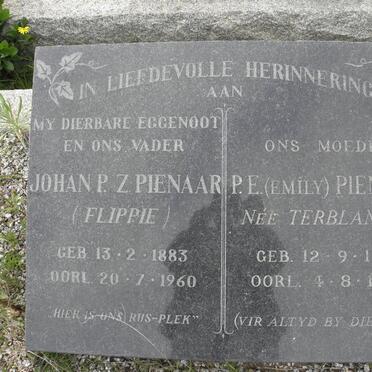 IN LIEFDEVOLLE HERINNERING
AAN
MY DIERBARE EGGENOOT
EN ONS VADER
JOHAN P. Z. PIENAAR
(FLIPPIE)
GEB. 13-2-1883
OORL. 20-7-1960
"HIER IS ONS RUS-PLEK"
ONS
P. E. (EMILY)
NÉE
GEB. 12-9-
OORL. 4-8-
(VIR ALTYD BY